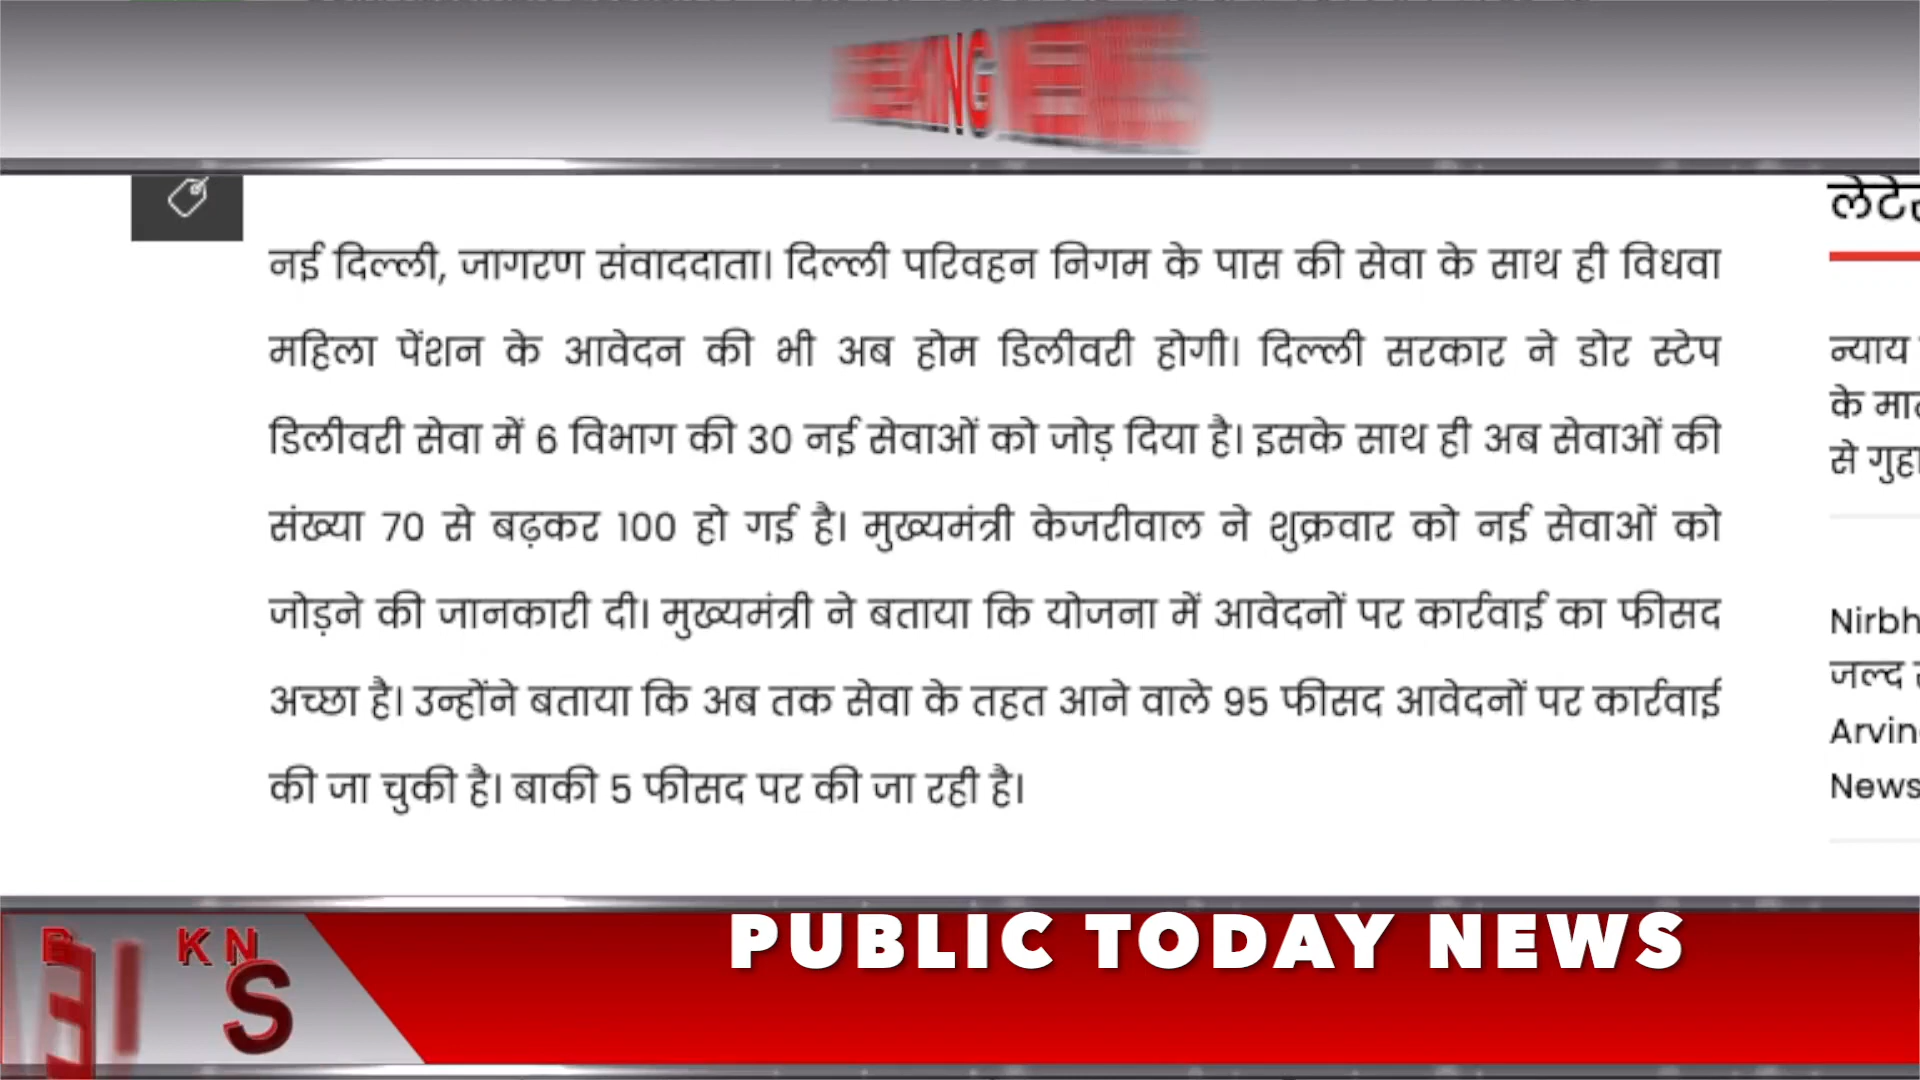 नई दिल्ली, जागरण संवाददाता। दिल्ली परिवहन निगम के पास की सेवा के साथ ही विधवा
महिला पेंशन के आवेदन की भी अब होम डिलीवरी होगी। दिल्ली सरकार ने डोर स्टेप
डिलीवरी सेवा में 6 विभाग की 30 नई सेवाओं को जोड़ दिया है। इसके साथ ही अब सेवाओं की
संख्या 70 से बढ़कर 100 हो गई है। मुख्यमंत्री केजरीवाल ने शुक्रवार को नई सेवाओं को
जोड़ने की जानकारी दी। मुख्यमंत्री ने बताया कि योजना में आवेदनों पर कार्रवाई का फीसद
अच्छा है। उन्होंने बताया कि अब तक सेवा के तहत आने वाले 95 फीसद आवेदनों पर कार्रवाई
की जा चुकी है। बाकी 5 फीसद पर की जा रही है।
न्याय
के
से
जल्द
News
PUBLIC TODAY NEWS